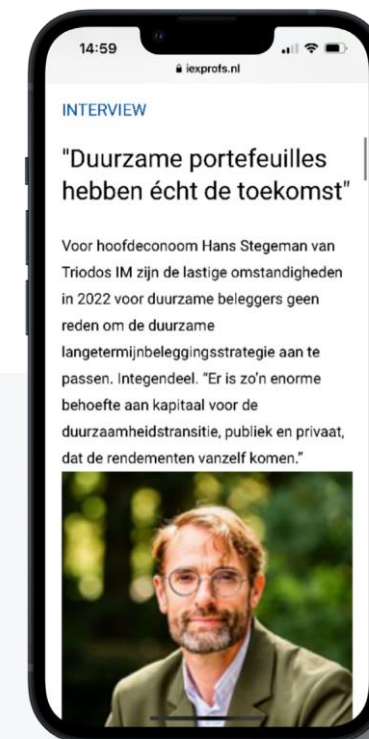 14:59
iexprofs.nl
INTERVIEW
"Duurzame portefeuilles
hebben écht de toekomst"
Voor hoofdeconoom Hans Stegeman van
Triodos IM zijn de lastige omstandigheden
in 2022 voor duurzame beleggers geen
reden om de duurzame
langetermijnbeleggingsstrategie aan te
passen. Integendeel. “Er is zo’n enorme
behoefte aan kapitaal voor de
duurzaamheidstransitie, publiek en privaat,
dat de rendementen vanzelf komen.”